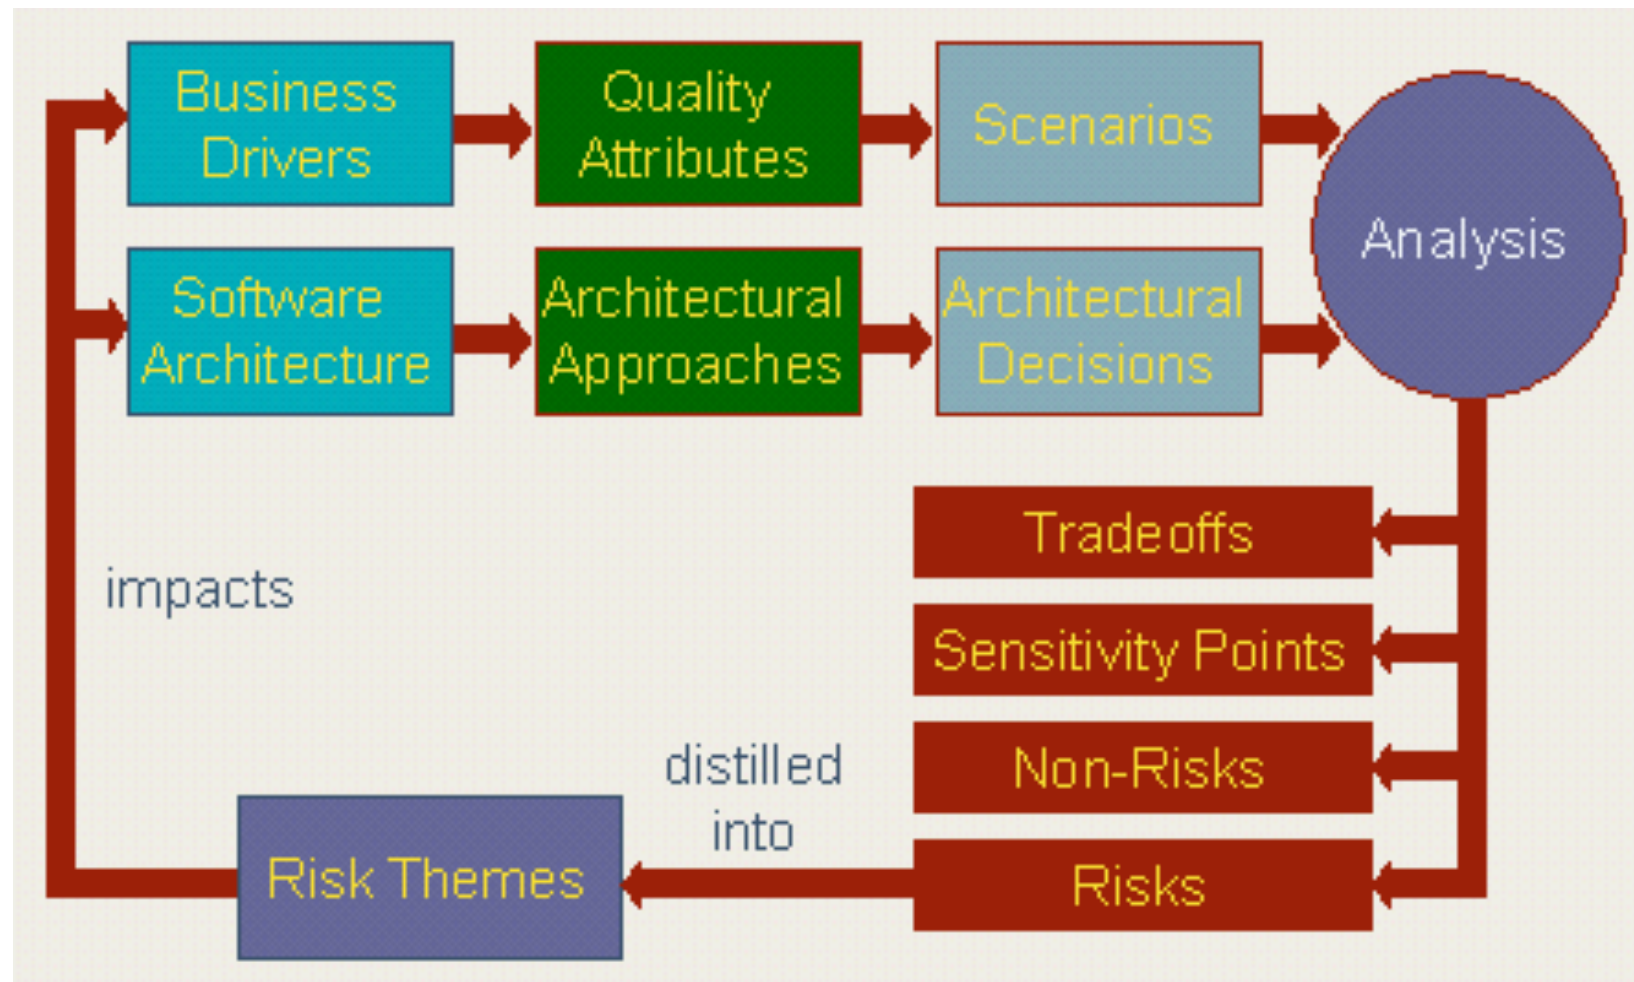 Business
Drivers
Quality
Attributes
Scenarios
Analysis
Software
Architecture
Architectural
Approaches
Architectural
Decisions
Tradeoffs
impacts
Sensitivity Points
Non-Risks
distilled
into
Risk Themes
Risks